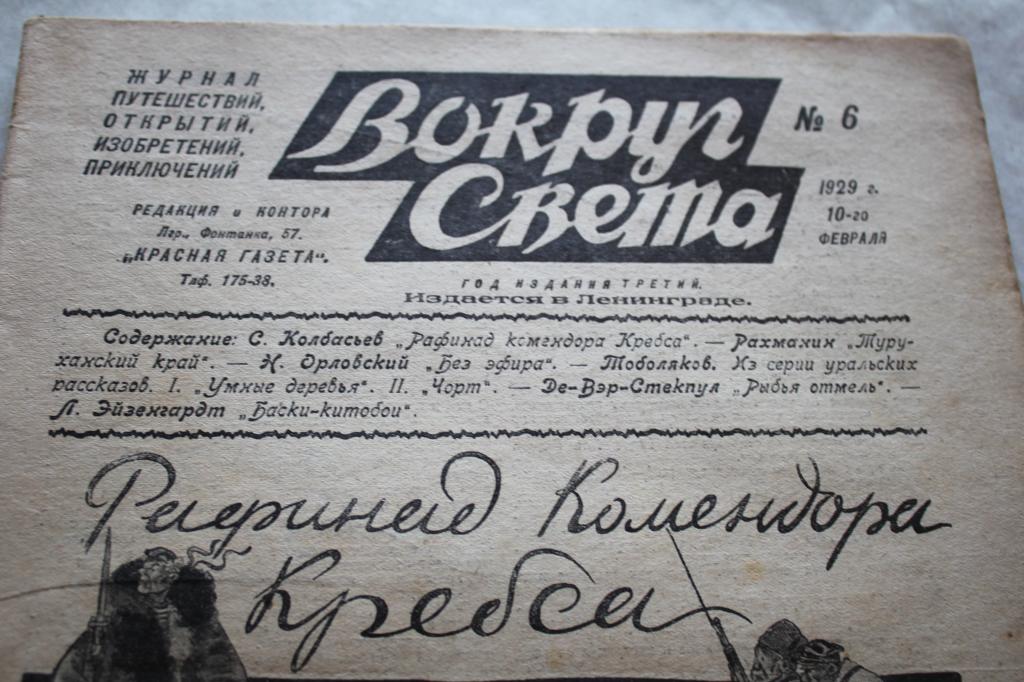 ЖУРНАЛ
ПУТЕШЕСТВИЙ,
ОТКРЫТИЙ,
ИЗОБРЕТЕНИЙ,
ПРИКЛЮЧЕНИЙ
РЕДАКЦИЯ и КОНТОРА
Лгр., Фонтанка, 57.
„КРАСНАЯ ГАЗЕТА“.
Тлф. 175-38.
Вокруг
Света
№ 6
1929 г.
10-го
ФЕВРАЛЯ
ГОД ИЗДАНИЯ ТРЕТИЙ.
Издается в Ленинграде.
Содержание: С. Колбасьев „Рафинад комендора Кребса“. — Рахманин „Туру-
ханский край“. — Н. Орловский „Без эфира“. — Тоболяков. Из серии уральских
рассказов. I. „Умные деревья“. II. „Чорт“. — Де-Вэр-Стекпул „Рыбья отмель“. —
Л. Эйзенгардт „Баски-китобои“.
Рафинад Комендора
Кребса